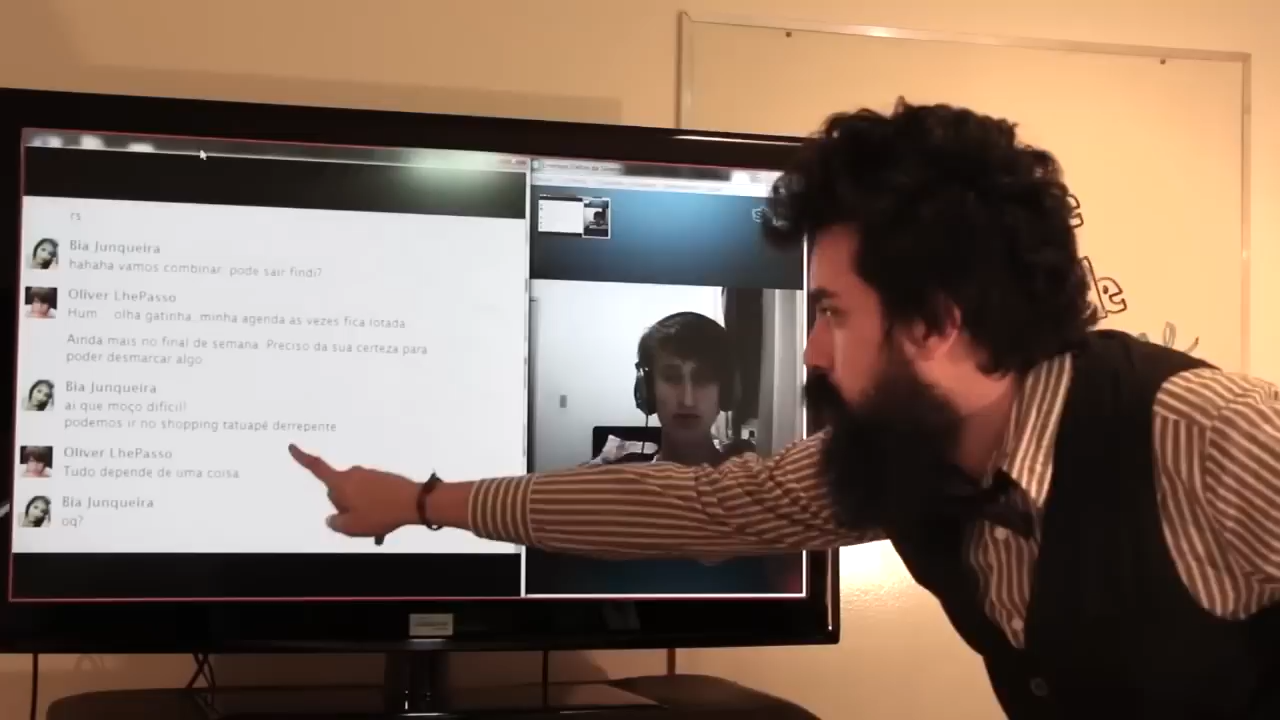 rs
Bia Junqueira
hahaha vamos combinar. pode sair findi?
Oliver LhePasso
Hum... olha gatinha, minha agenda as vezes fica lotada.
Ainda mais no final de semana. Preciso da sua certeza para
poder desmarcar algo.
Bia Junqueira
ai que moço dificil!
podemos ir no shopping tatuapé derrepente
Oliver LhePasso
Tudo depende de uma coisa.
Bia Junqueira
oq?